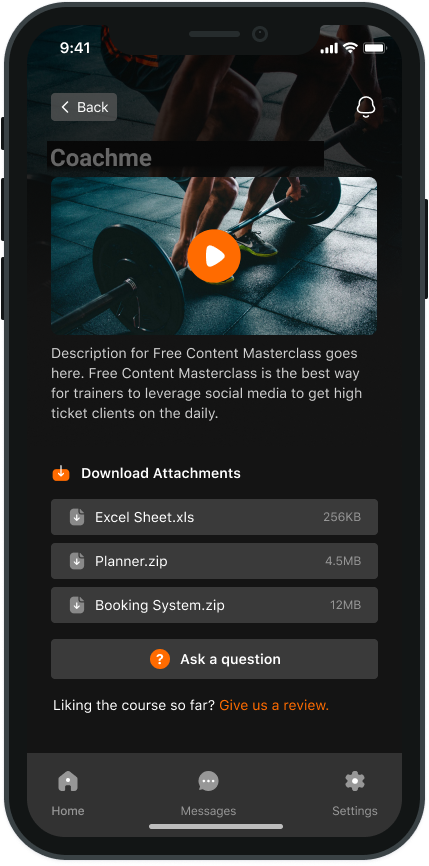 9:41
Back
Coachme
Description for Free Content Masterclass goes
here. Free Content Masterclass is the best way
for trainers to leverage social media to get high
ticket clients on the daily.
Download Attachments
Excel Sheet.xls 256KB
Planner.zip 4.5MB
Booking System.zip 12MB
? Ask a question
Liking the course so far? Give us a review.
Home Messages Settings